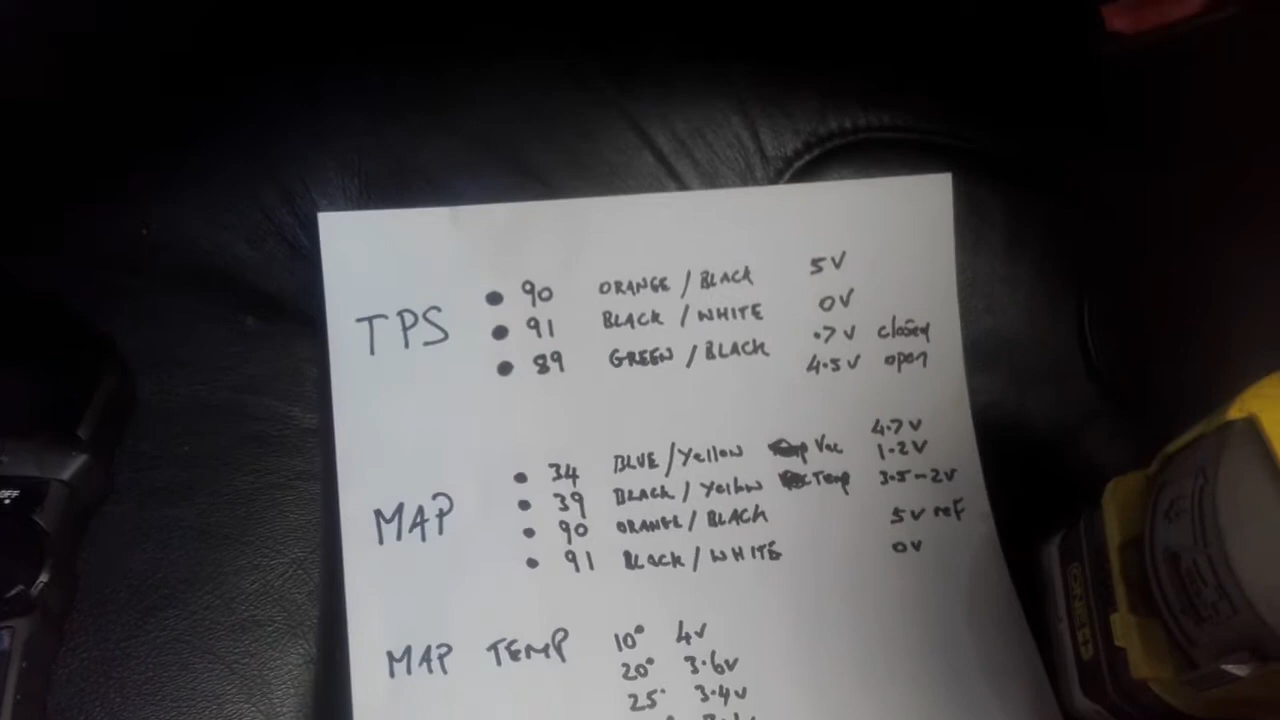 TPS
90 ORANGE / BLACK 5V
91 BLACK / WHITE 0V
89 GREEN / BLACK .7V closed
4.5V open
MAP
34 BLUE / Yellow Vac 4.7V
1.2V
39 BLACK / Yellow Temp 3.5-2V
90 ORANGE / BLACK 5V ref
91 BLACK / WHITE 0V
MAP TEMP 10° 4V
20° 3.6V
25° 3.4V
OFF
ONE+